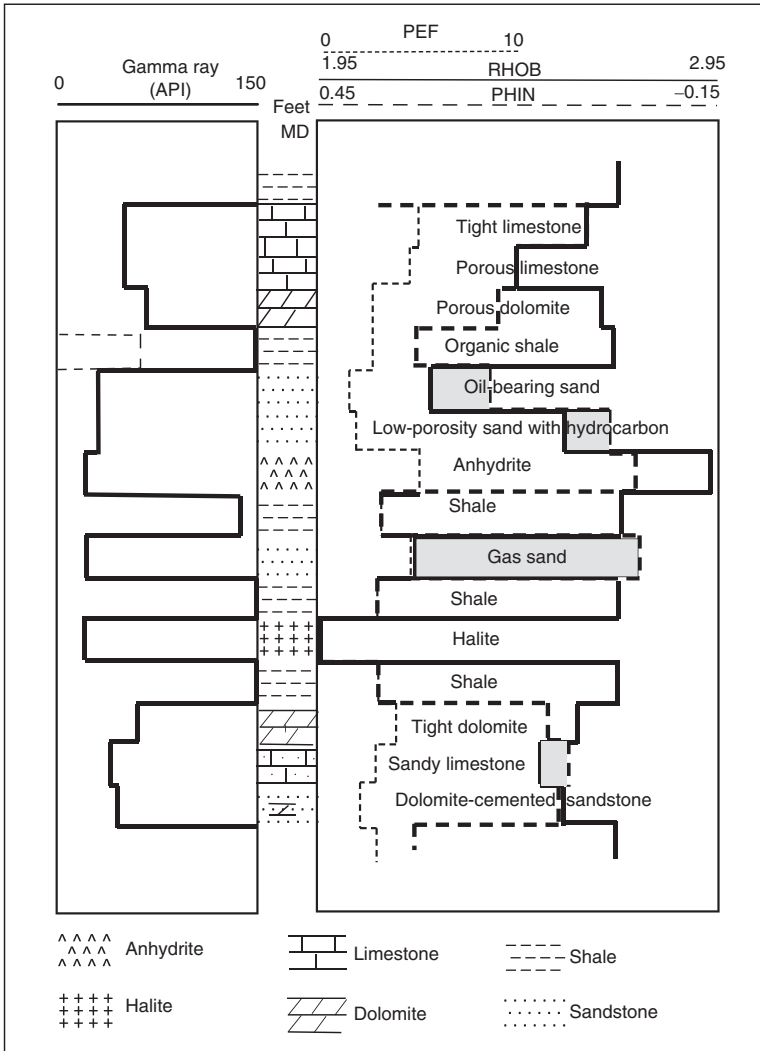 0 PEF 10
Gamma ray
(API)
0 150
1.95 RHOB 2.95
0.45 PHIN −0.15
Feet
MD
Tight limestone
Porous limestone
Porous dolomite
Organic shale
Oil-bearing sand
Low-porosity sand with hydrocarbon
Anhydrite
Shale
Gas sand
Shale
Halite
Shale
Tight dolomite
Sandy limestone
Dolomite-cemented sandstone
Anhydrite Limestone Shale
Halite Dolomite Sandstone